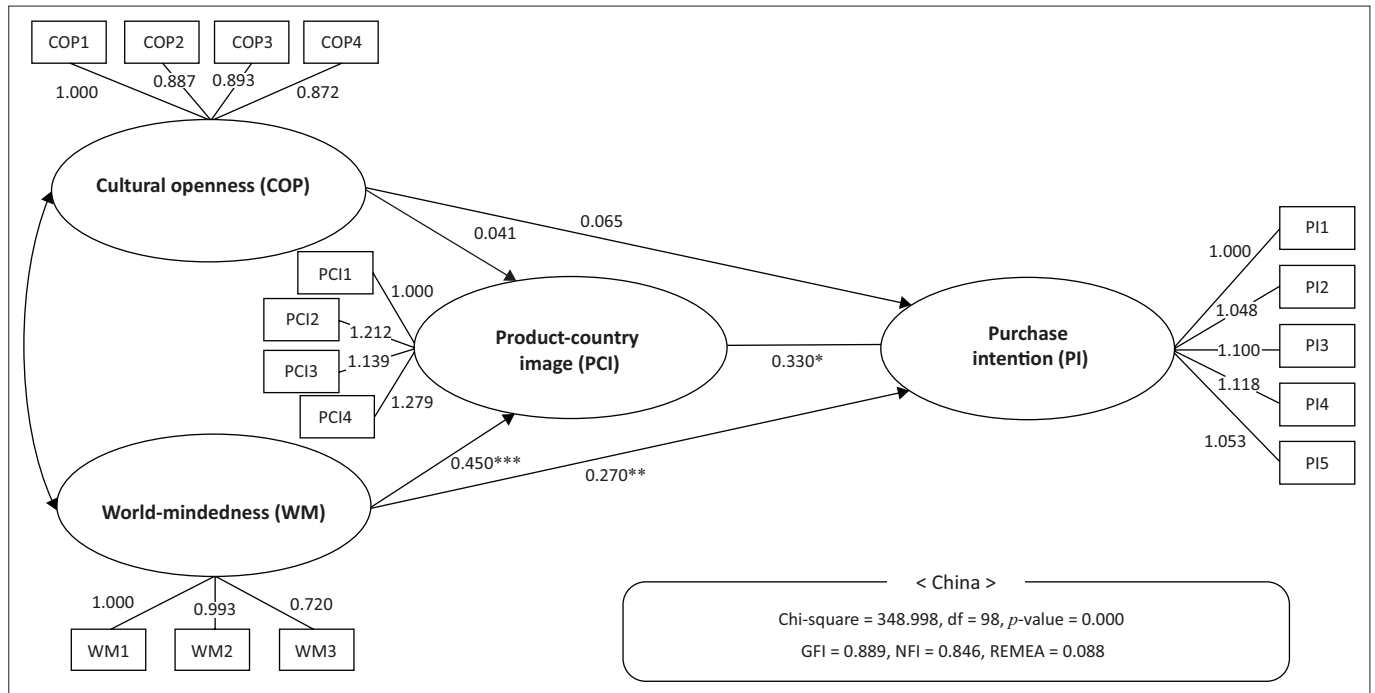 COP1
COP2
COP3
COP4
1.000
0.887
0.893
0.872
Cultural openness (COP)
0.065
0.041
PCI1
PCI2
PCI3
PCI4
1.000
1.212
1.139
1.279
Product-country
image (PCI)
0.330*
Purchase
intention (PI)
1.000
1.048
1.100
1.118
1.053
PI1
PI2
PI3
PI4
PI5
0.450***
0.270**
World-mindedness (WM)
1.000
0.993
0.720
WM1
WM2
WM3
< China >
Chi-square = 348.998, df = 98, p-value = 0.000
GFI = 0.889, NFI = 0.846, REMEA = 0.088